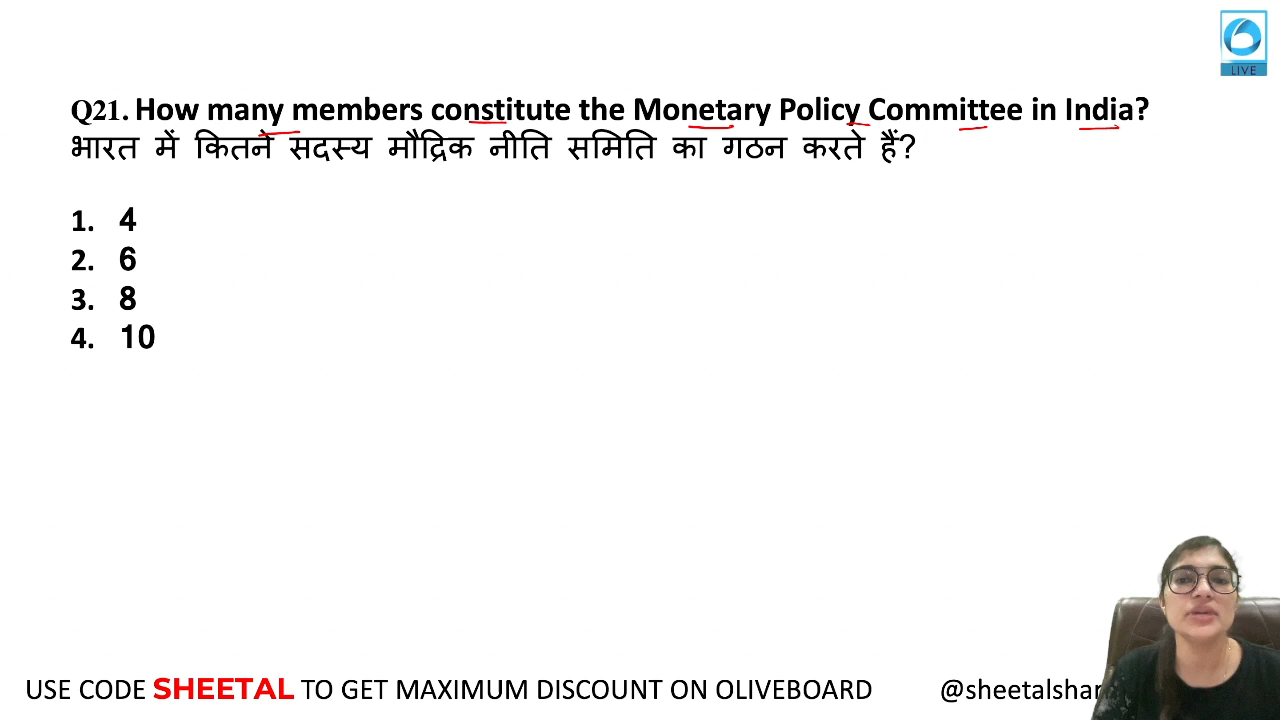 LIVE
Q21. How many members constitute the Monetary Policy Committee in India?
भारत में कितने सदस्य मौद्रिक नीति समिति का गठन करते हैं?
1. 4
2. 6
3. 8
4. 10
USE CODE SHEETAL TO GET MAXIMUM DISCOUNT ON OLIVEBOARD